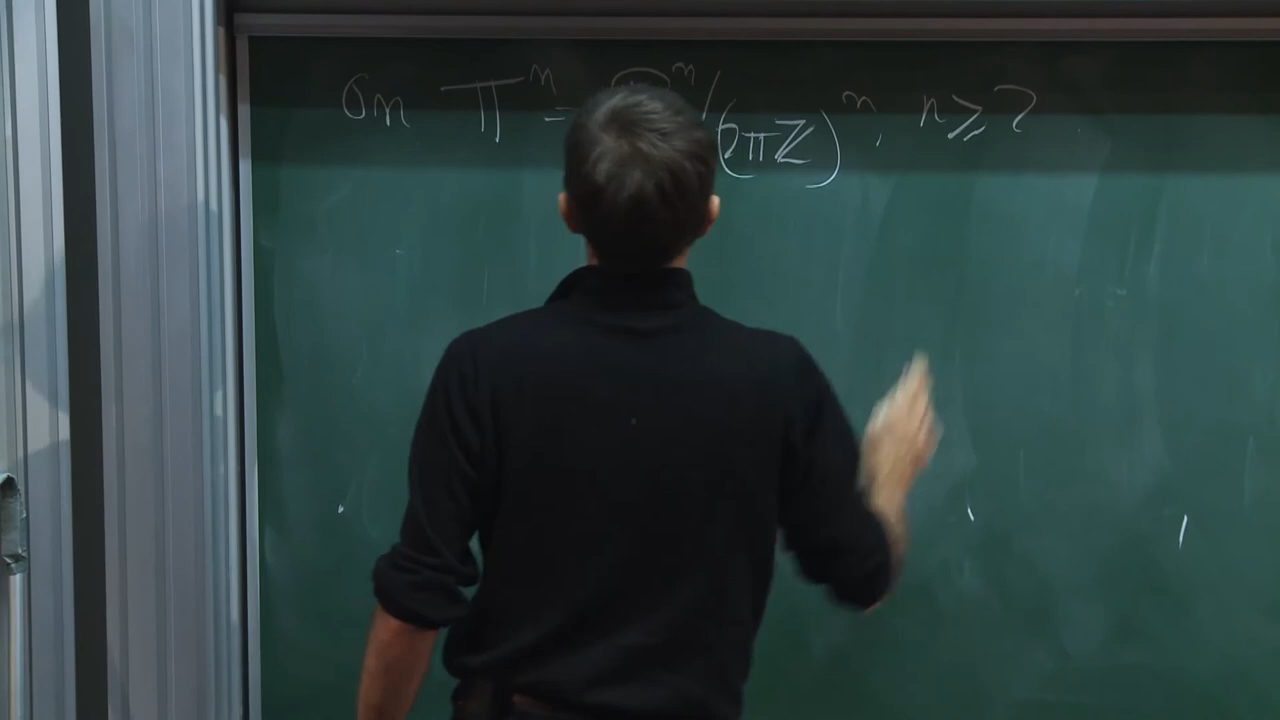 On 𝕋ⁿ = ℝⁿ/(2πℤ)ⁿ, n ⩾ 2